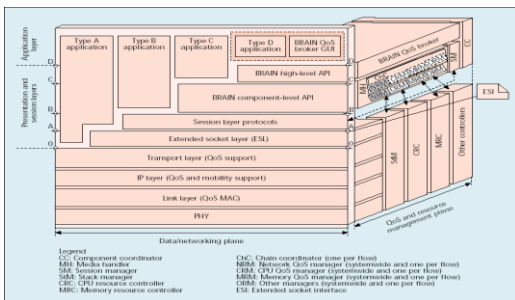 Application layer
Presentation and session layers
Type A application
Type B application
Type C application
Type D application
BRAIN QoS broker GUI
BRAIN high-level API
BRAIN component-level API
Session layer protocols
Extended socket layer (ESL)
Transport layer (QoS support)
IP layer (QoS and mobility support)
Link layer (QoS MAC)
PHY
D
C
B
A
O
D
C
B
A
O
BRAIN QoS broker
CC
SM
MH
ESI
StM
CRC
MRC
Other controllers
Data/networking plane
QoS and resource management plane
Legend
CC: Component coordinator
MH: Media handler
SM: Session manager
StM: Stack manager
CRC: CPU resource controller
MRC: Memory resource controller
ChC: Chain coordinator (one per flow)
NRM: Network QoS manager (systemwide and one per flow)
CRM: CPU QoS manager (systemwide and one per flow)
MRM: Memory QoS manager (systemwide and one per flow)
ORM: Other managers (systemwide and one per flow)
ESI: Extended socket interface